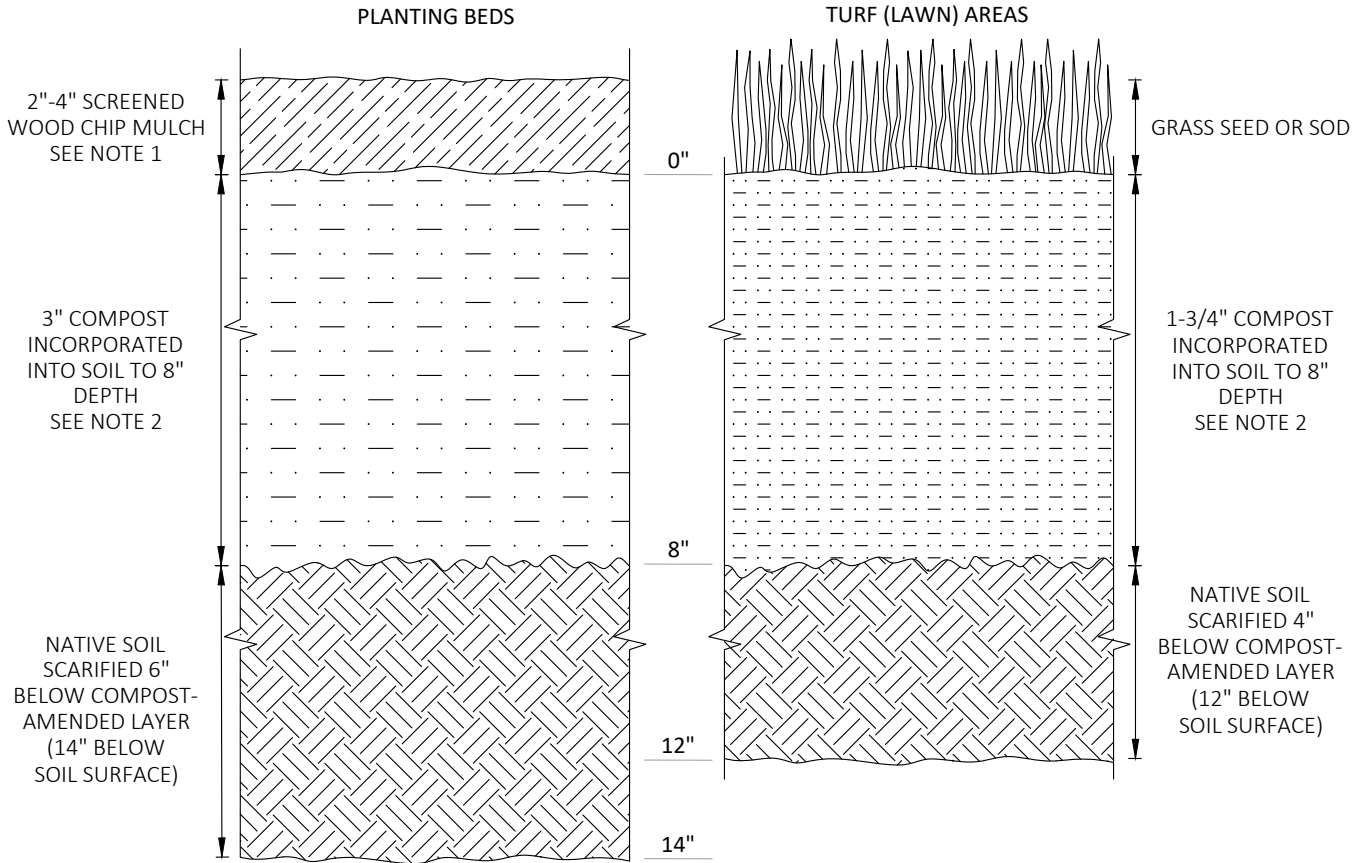 PLANTING BEDS
TURF (LAWN) AREAS
2"-4" SCREENED
WOOD CHIP MULCH
SEE NOTE 1
GRASS SEED OR SOD
0"
3" COMPOST
INCORPORATED
INTO SOIL TO 8"
DEPTH
SEE NOTE 2
1-3/4" COMPOST
INCORPORATED
INTO SOIL TO 8"
DEPTH
SEE NOTE 2
8"
NATIVE SOIL
SCARIFIED 6"
BELOW COMPOST-
AMENDED LAYER
(14" BELOW
SOIL SURFACE)
NATIVE SOIL
SCARIFIED 4"
BELOW COMPOST-
AMENDED LAYER
(12" BELOW
SOIL SURFACE)
12"
14"